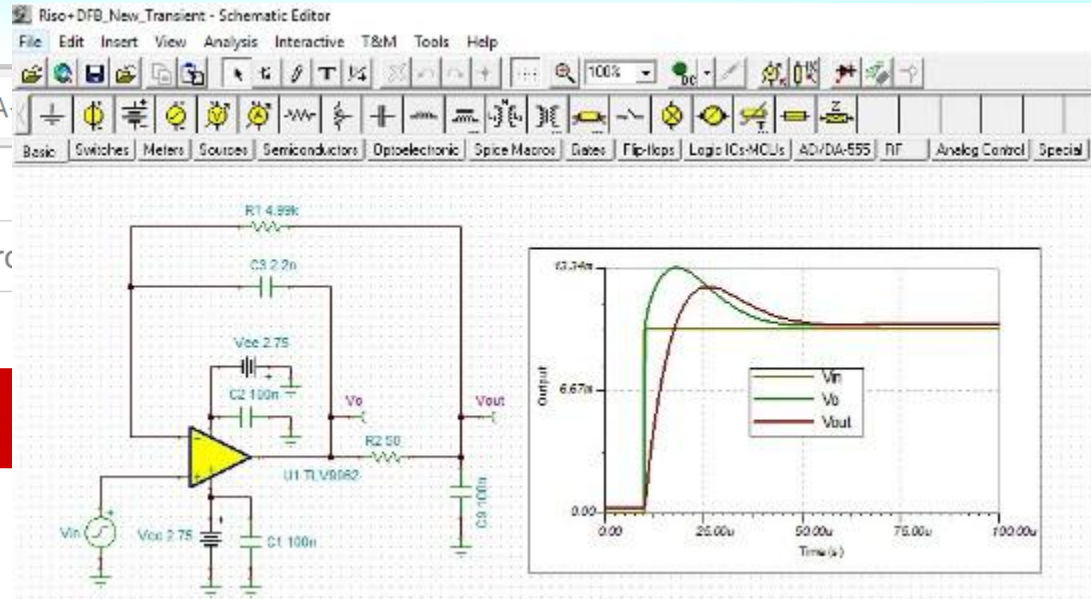 Riso+DFB_New_Transient - Schematic Editor
File Edit Insert View Analysis Interactive T&M Tools Help
100%
DC
Basic Switches Meters Sources Semiconductors Optoelectronic Spice Macros Gates Flip-flops Logic ICs-MCUs AD/DA-555 RF Analog Control Special
R1 4.99k
C3 2.2n
Vee 2.75
C2 100n
Vo
Vout
R2 50
U1 TLV9062
Vin
Vcc 2.75
C1 100n
100n
13.34m
6.67m
0.00
Output
Vin
Vo
Vout
0.00 25.00u 50.00u 75.00u 100.00u
Time (s)